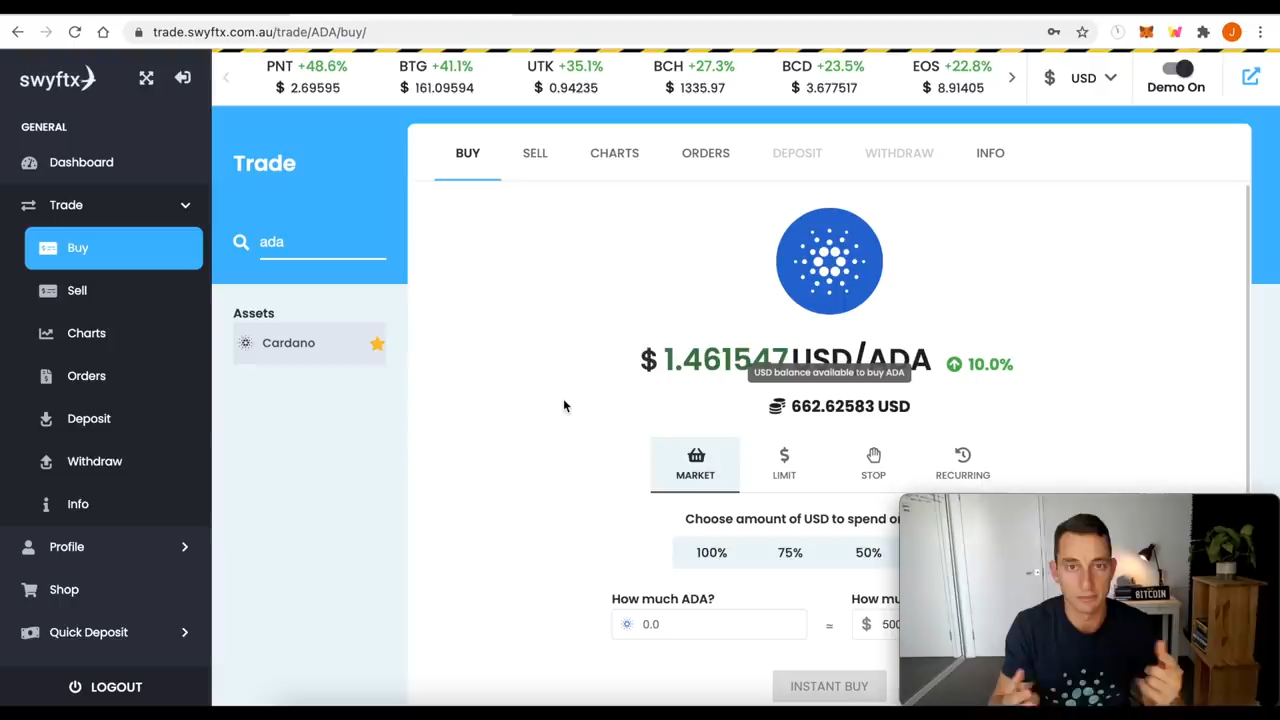 trade.swyftx.com.au/trade/ADA/buy/
J
swyftx
PNT +48.6%
$ 2.69595
BTG +41.1%
$ 161.09594
UTK +35.1%
$ 0.94235
BCH +27.3%
$ 1335.97
BCD +23.5%
$ 3.677517
EOS +22.8%
$ 8.91405
$ USD
Demo On
GENERAL
Dashboard
Trade
Buy
Sell
Charts
Orders
Deposit
Withdraw
Info
Profile
Shop
Quick Deposit
LOGOUT
Trade
ada
Assets
Cardano
BUY
SELL
CHARTS
ORDERS
DEPOSIT
WITHDRAW
INFO
$ 1.461547 USD/ADA
10.0%
USD balance available to buy ADA
662.62583 USD
MARKET
$
LIMIT
STOP
RECURRING
Choose amount of USD to spend or
100%
75%
50%
How much ADA?
0.0
≃
How mu
$ 500
INSTANT BUY
BITCOIN